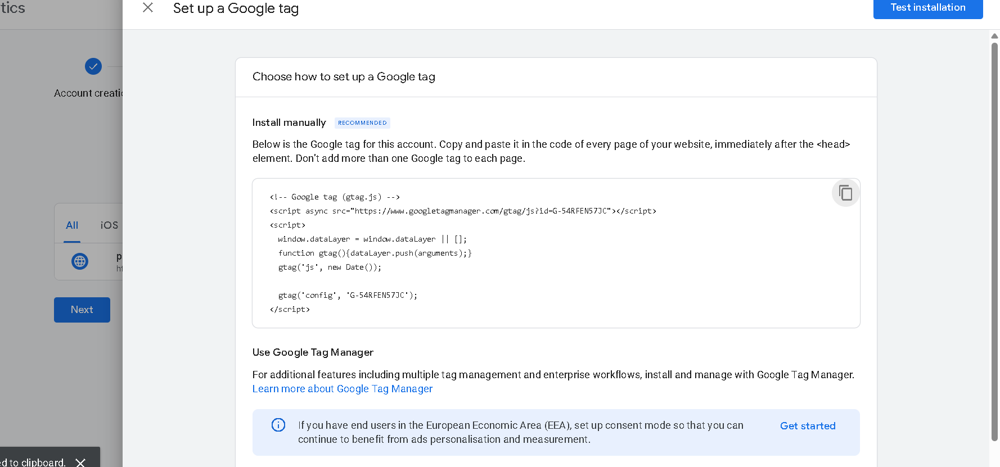 tics
Set up a Google tag
Test installation
Account creatio
Choose how to set up a Google tag
Install manually RECOMMENDED
Below is the Google tag for this account. Copy and paste it in the code of every page of your website, immediately after the <head>
element. Don't add more than one Google tag to each page.
<!-- Google tag (gtag.js) -->
<script async src="https://www.googletagmanager.com/gtag/js?id=G-54RFEN57JC"></script>
<script>
window.dataLayer = window.dataLayer || [];
function gtag(){dataLayer.push(arguments);}
gtag('js', new Date());
gtag('config', 'G-54RFEN57JC');
</script>
All iOS
p
ht
Next
Use Google Tag Manager
For additional features including multiple tag management and enterprise workflows, install and manage with Google Tag Manager.
Learn more about Google Tag Manager
If you have end users in the European Economic Area (EEA), set up consent mode so that you can
continue to benefit from ads personalisation and measurement.
Get started
ed to clipboard.